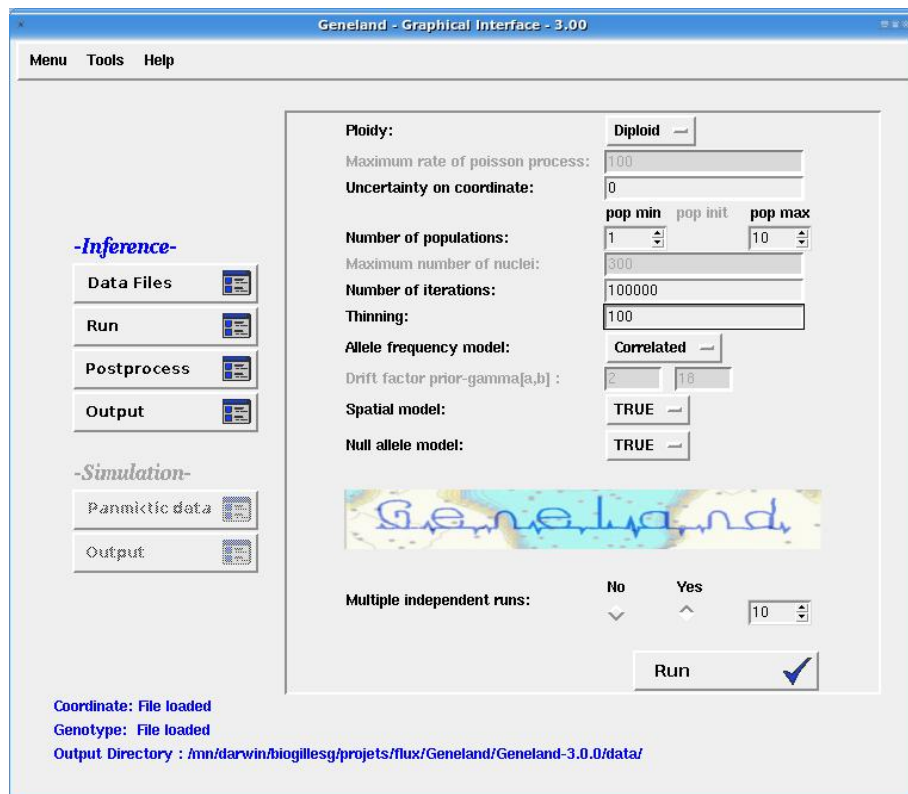 Geneland - Graphical Interface - 3.00
Menu Tools Help
Ploidy: Diploid
Maximum rate of poisson process: 100
Uncertainty on coordinate: 0
pop min pop init pop max
Number of populations: 1 10
Maximum number of nuclei: 300
Number of iterations: 100000
Thinning: 100
Allele frequency model: Correlated
Drift factor prior-gamma[a,b] : 2 18
Spatial model: TRUE
Null allele model: TRUE
Geneland
No Yes
Multiple independent runs: 10
Run
-Inference-
Data Files
Run
Postprocess
Output
-Simulation-
Panmictic data
Output
Coordinate: File loaded
Genotype: File loaded
Output Directory : /mn/darwin/biogillesg/projets/flux/Geneland/Geneland-3.0.0/data/